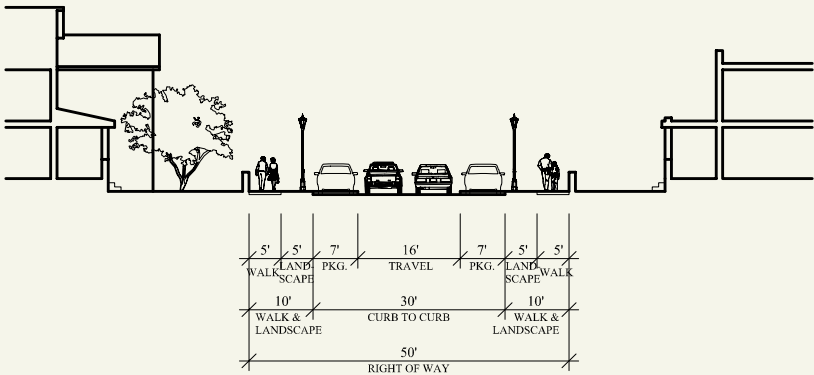 5' 5' 7' 16' 7' 5' 5'
WALK LAND- PKG. TRAVEL PKG. LAND- WALK
SCAPE SCAPE
10' 30' 10'
WALK & CURB TO CURB WALK &
LANDSCAPE LANDSCAPE
50'
RIGHT OF WAY